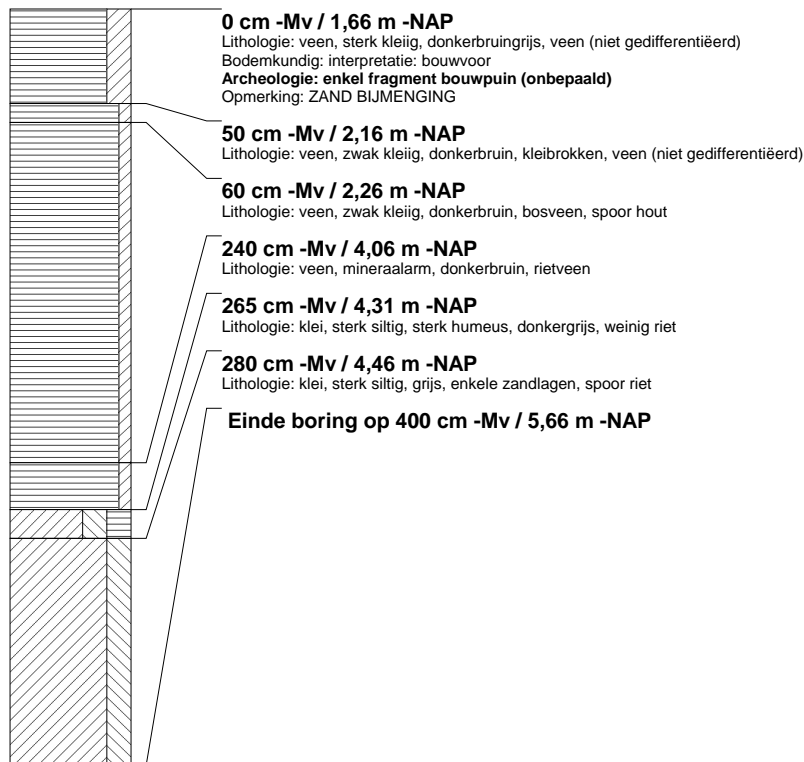 0 cm -Mv / 1,66 m -NAP
Lithologie: veen, sterk kleiig, donkerbruingrijs, veen (niet gedifferentiëerd)
Bodemkundig: interpretatie: bouwvoor
Archeologie: enkel fragment bouwpuin (onbepaald)
Opmerking: ZAND BIJMENGING
50 cm -Mv / 2,16 m -NAP
Lithologie: veen, zwak kleiig, donkerbruin, kleibrokken, veen (niet gedifferentiëerd)
60 cm -Mv / 2,26 m -NAP
Lithologie: veen, zwak kleiig, donkerbruin, bosveen, spoor hout
240 cm -Mv / 4,06 m -NAP
Lithologie: veen, mineraalarm, donkerbruin, rietveen
265 cm -Mv / 4,31 m -NAP
Lithologie: klei, sterk siltig, sterk humeus, donkergrijs, weinig riet
280 cm -Mv / 4,46 m -NAP
Lithologie: klei, sterk siltig, grijs, enkele zandlagen, spoor riet
Einde boring op 400 cm -Mv / 5,66 m -NAP